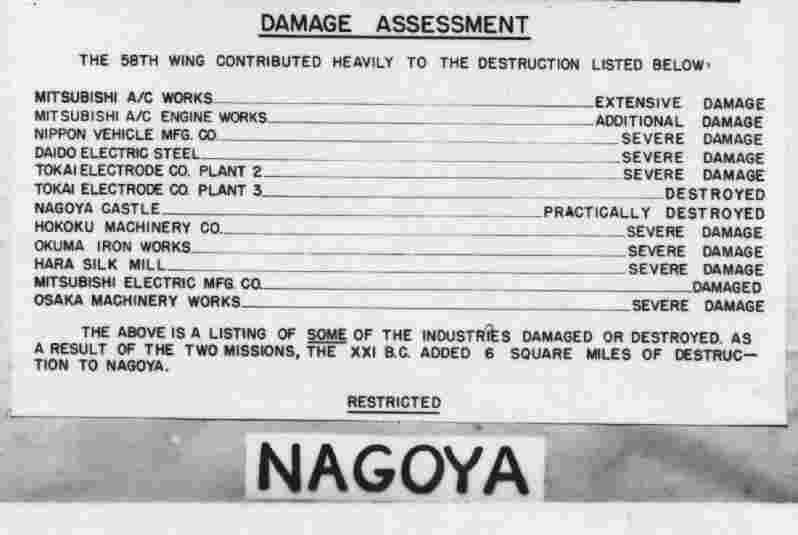 DAMAGE ASSESSMENT
THE 58TH WING CONTRIBUTED HEAVILY TO THE DESTRUCTION LISTED BELOW:
MITSUBISHI A/C WORKS EXTENSIVE DAMAGE
MITSUBISHI A/C ENGINE WORKS ADDITIONAL DAMAGE
NIPPON VEHICLE MFG. CO. SEVERE DAMAGE
DAIDO ELECTRIC STEEL SEVERE DAMAGE
TOKAI ELECTRODE CO. PLANT 2 SEVERE DAMAGE
TOKAI ELECTRODE CO. PLANT 3 DESTROYED
NAGOYA CASTLE PRACTICALLY DESTROYED
HOKOKU MACHINERY CO. SEVERE DAMAGE
OKUMA IRON WORKS SEVERE DAMAGE
HARA SILK MILL SEVERE DAMAGE
MITSUBISHI ELECTRIC MFG. CO. DAMAGED
OSAKA MACHINERY WORKS SEVERE DAMAGE
THE ABOVE IS A LISTING OF SOME OF THE INDUSTRIES DAMAGED OR DESTROYED. AS
A RESULT OF THE TWO MISSIONS, THE XXI B.C. ADDED 6 SQUARE MILES OF DESTRUC-
TION TO NAGOYA.
RESTRICTED
NAGOYA